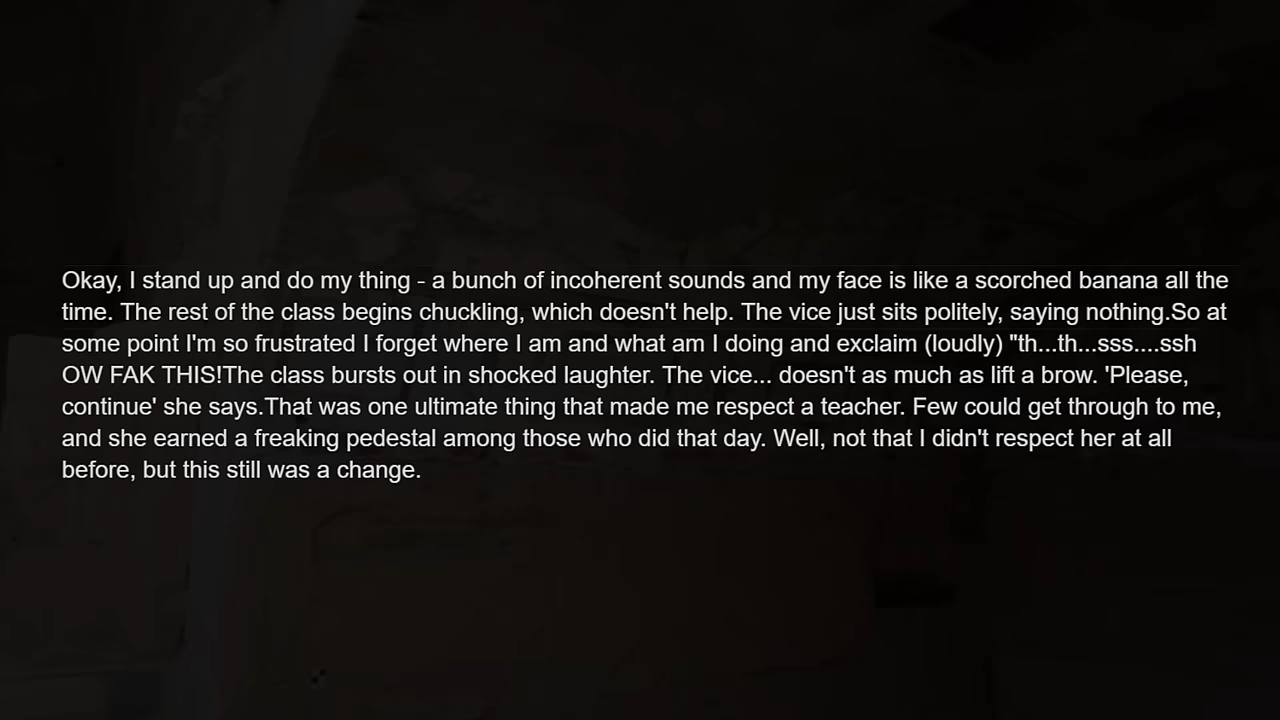 Okay, I stand up and do my thing - a bunch of incoherent sounds and my face is like a scorched banana all the
time. The rest of the class begins chuckling, which doesn't help. The vice just sits politely, saying nothing.So at
some point I'm so frustrated I forget where I am and what am I doing and exclaim (loudly) "th...th...sss....ssh
OW FAK THIS!The class bursts out in shocked laughter. The vice... doesn't as much as lift a brow. 'Please,
continue' she says.That was one ultimate thing that made me respect a teacher. Few could get through to me,
and she earned a freaking pedestal among those who did that day. Well, not that I didn't respect her at all
before, but this still was a change.